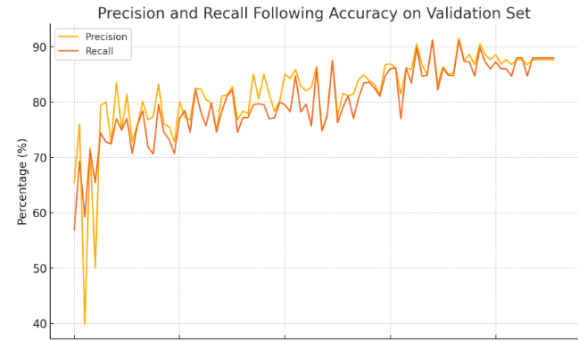 Precision and Recall Following Accuracy on Validation Set
Precision
Recall
Percentage (%)
90
80
70
60
50
40